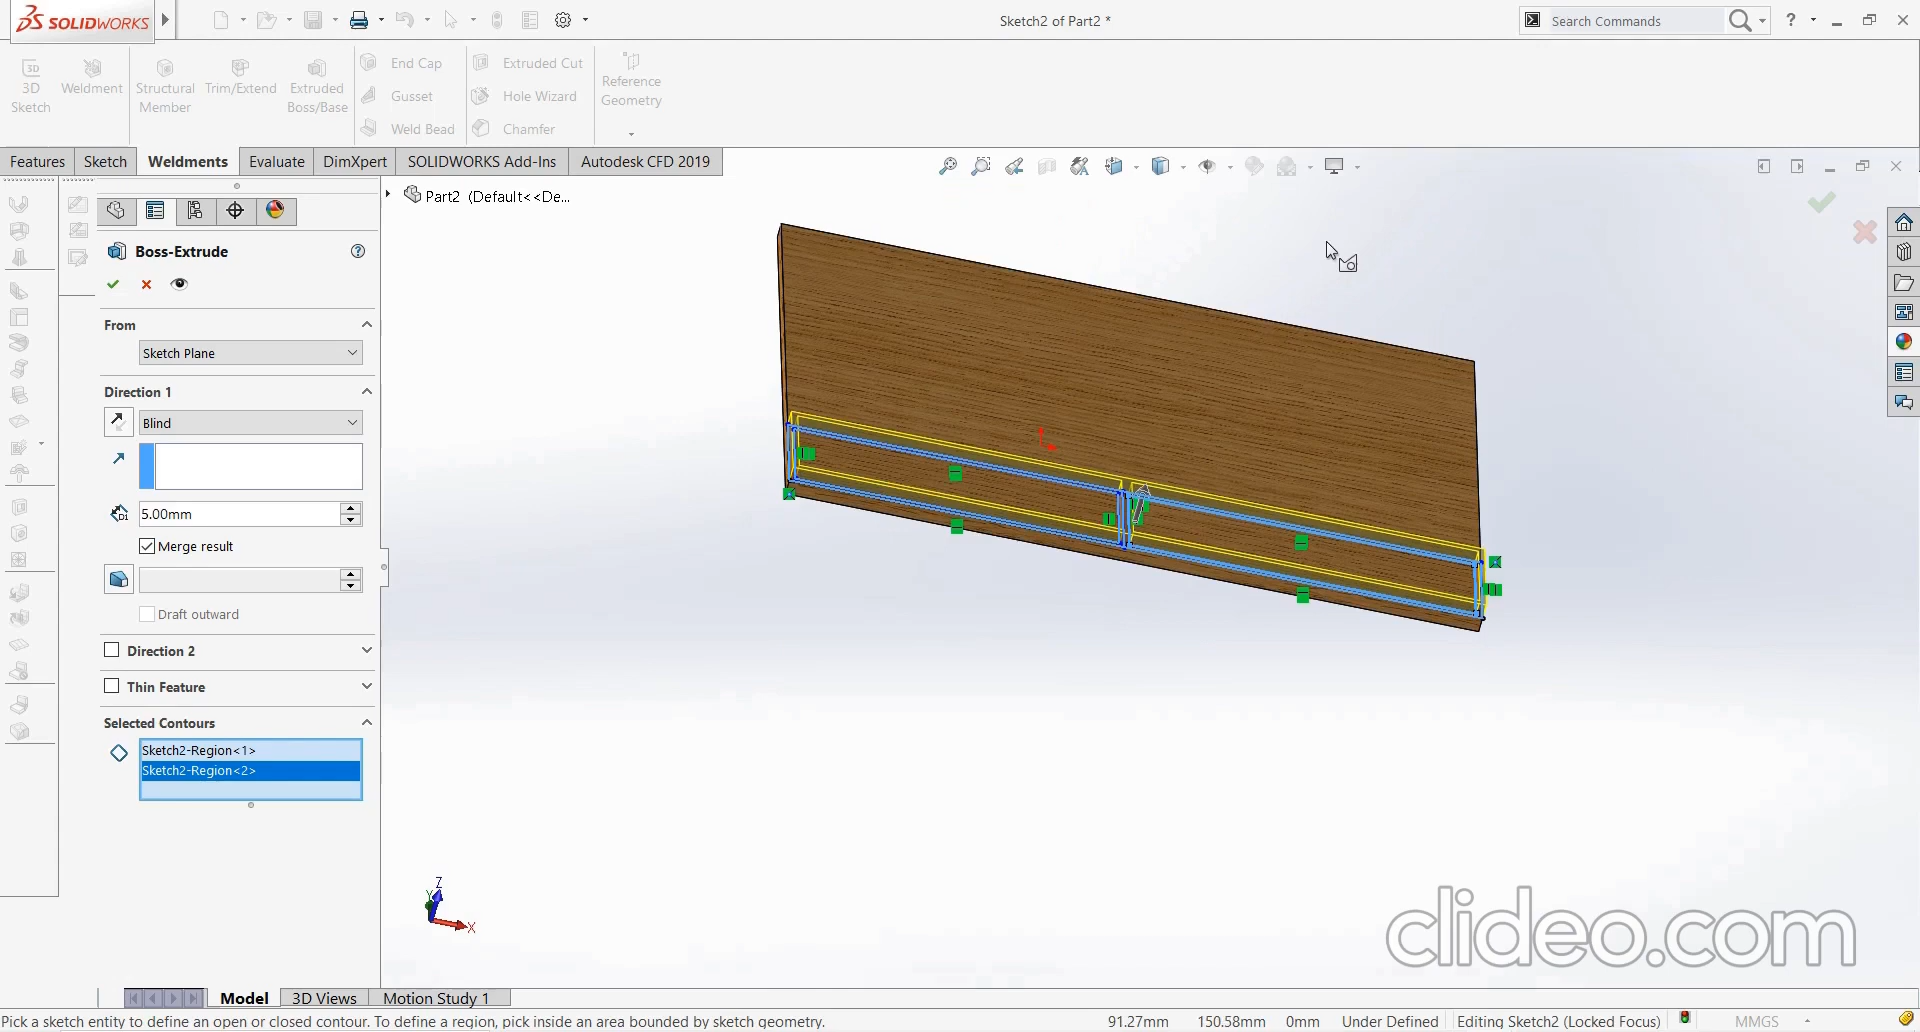 SOLIDWORKS
Sketch2 of Part2 *
Search Commands
?
3D
Sketch
Weldment
Structural
Member
Trim/Extend
Extruded
Boss/Base
End Cap
Gusset
Weld Bead
Extruded Cut
Hole Wizard
Chamfer
Reference
Geometry
Features
Sketch
Weldments
Evaluate
DimXpert
SOLIDWORKS Add-Ins
Autodesk CFD 2019
Part2 (Default<<De...
Boss-Extrude
From
Sketch Plane
Direction 1
Blind
5.00mm
Merge result
Draft outward
Direction 2
Thin Feature
Selected Contours
Sketch2-Region<1>
Sketch2-Region<2>
Z
Y
X
clideo.com
Model
3D Views
Motion Study 1
Pick a sketch entity to define an open or closed contour. To define a region, pick inside an area bounded by sketch geometry.
91.27mm
150.58mm
0mm
Under Defined
Editing Sketch2 (Locked Focus)
MMGS